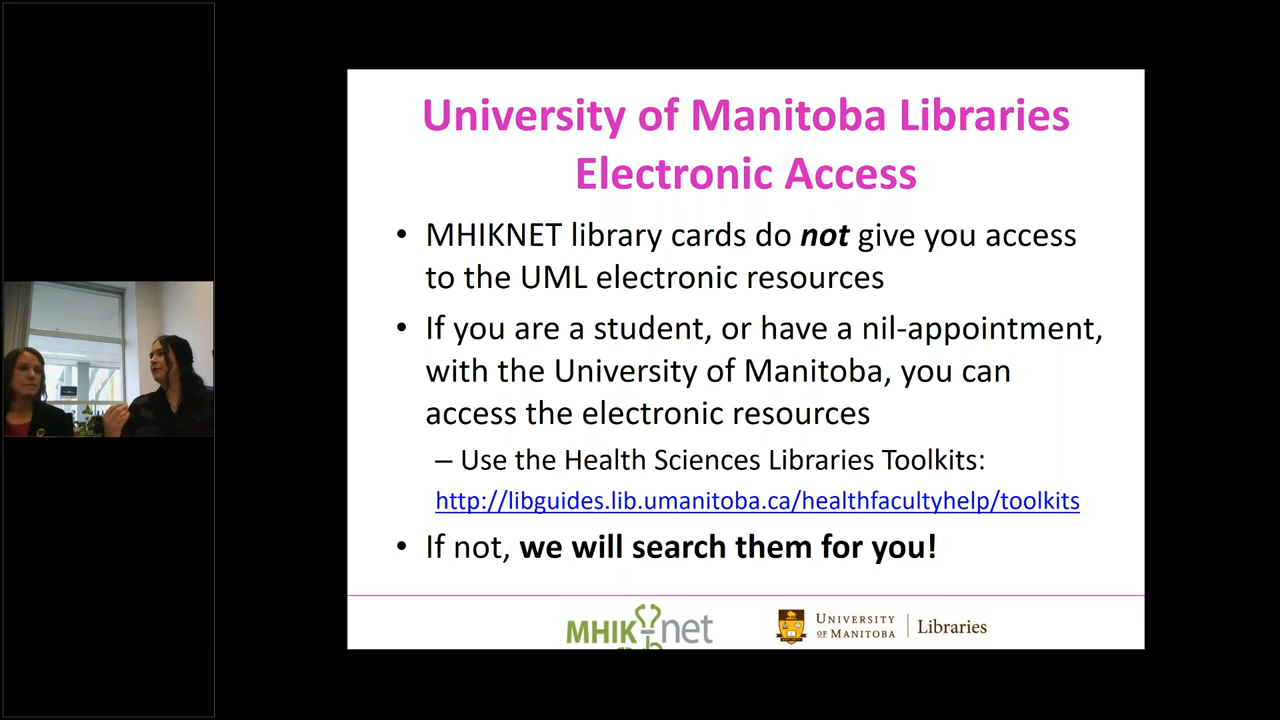 University of Manitoba Libraries
Electronic Access
• MHIKNET library cards do not give you access
to the UML electronic resources
• If you are a student, or have a nil-appointment,
with the University of Manitoba, you can
access the electronic resources
– Use the Health Sciences Libraries Toolkits:
http://libguides.lib.umanitoba.ca/healthfacultyhelp/toolkits
• If not, we will search them for you!
MHIK-net
UNIVERSITY
OF MANITOBA
Libraries